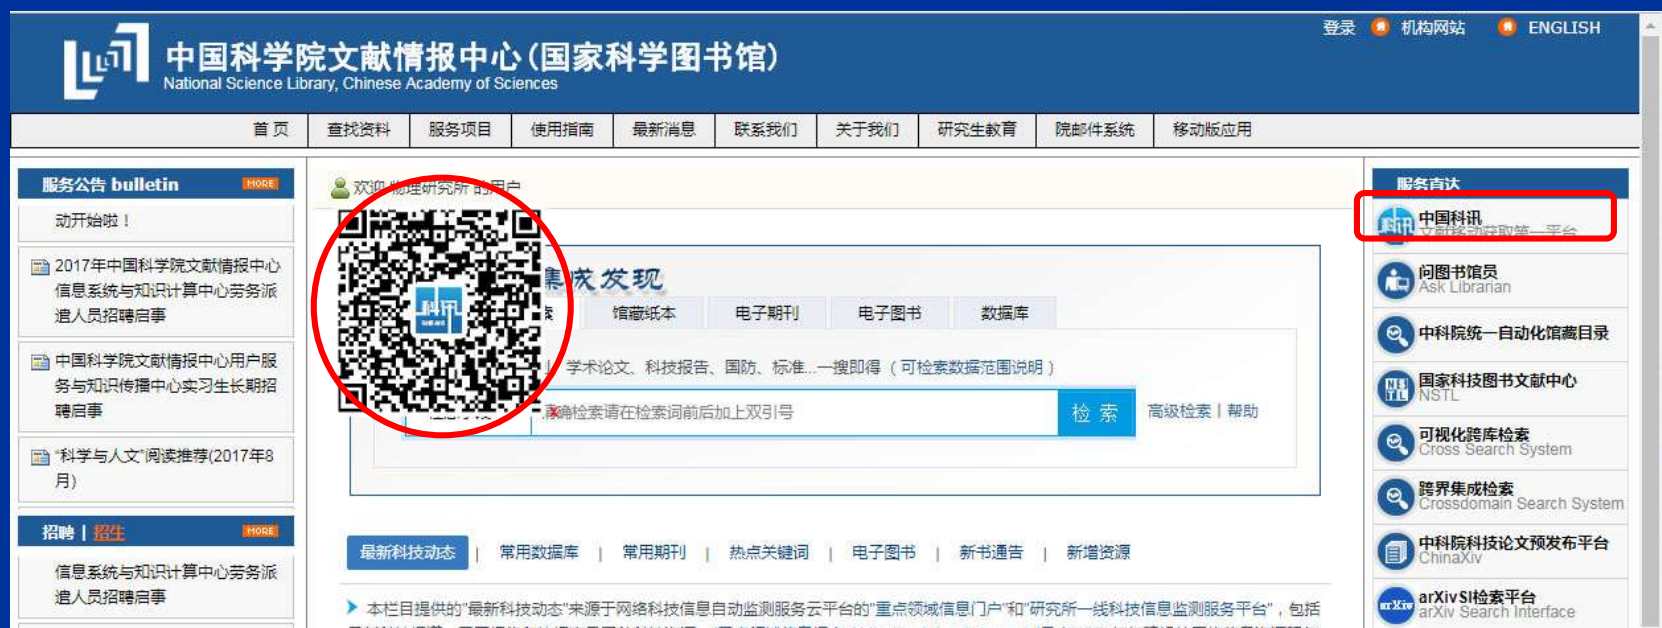 登录 机构网站 ENGLISH
中国科学院文献情报中心(国家科学图书馆)
National Science Library, Chinese Academy of Sciences
首页 查找资料 服务项目 使用指南 最新消息 联系我们 关于我们 研究生教育 院邮件系统 移动版应用
服务公告 bulletin MORE
动开始啦！
2017年中国科学院文献情报中心
信息系统与知识计算中心劳务派
遣人员招聘启事
中国科学院文献情报中心用户服
务与知识传播中心实习生长期招
聘启事
“科学与人文”阅读推荐(2017年8
月)
招聘 | 招生 MORE
信息系统与知识计算中心劳务派
遣人员招聘启事
欢迎 物理研究所 的用户
科讯
集成发现
索 馆藏纸本 电子期刊 电子图书 数据库
学术论文、科技报告、国防、标准...一搜即得（可检索数据范围说明）
精确检索请在检索词前后加上双引号 检 索 高级检索 | 帮助
最新科技动态 | 常用数据库 | 常用期刊 | 热点关键词 | 电子图书 | 新书通告 | 新增资源
本栏目提供的"最新科技动态"来源于网络科技信息自动监测服务云平台的"重点领域信息门户"和"研究所一线科技信息监测服务平台"，包括
服务直达
中国科讯
文献移动获取第一平台
问图书馆员
Ask Librarian
中科院统一自动化馆藏目录
国家科技图书文献中心
NSTL
可视化跨库检索
Cross Search System
跨界集成检索
Crossdomain Search System
中科院科技论文预发布平台
ChinaXiv
arXiv SI检索平台
arXiv Search Interface